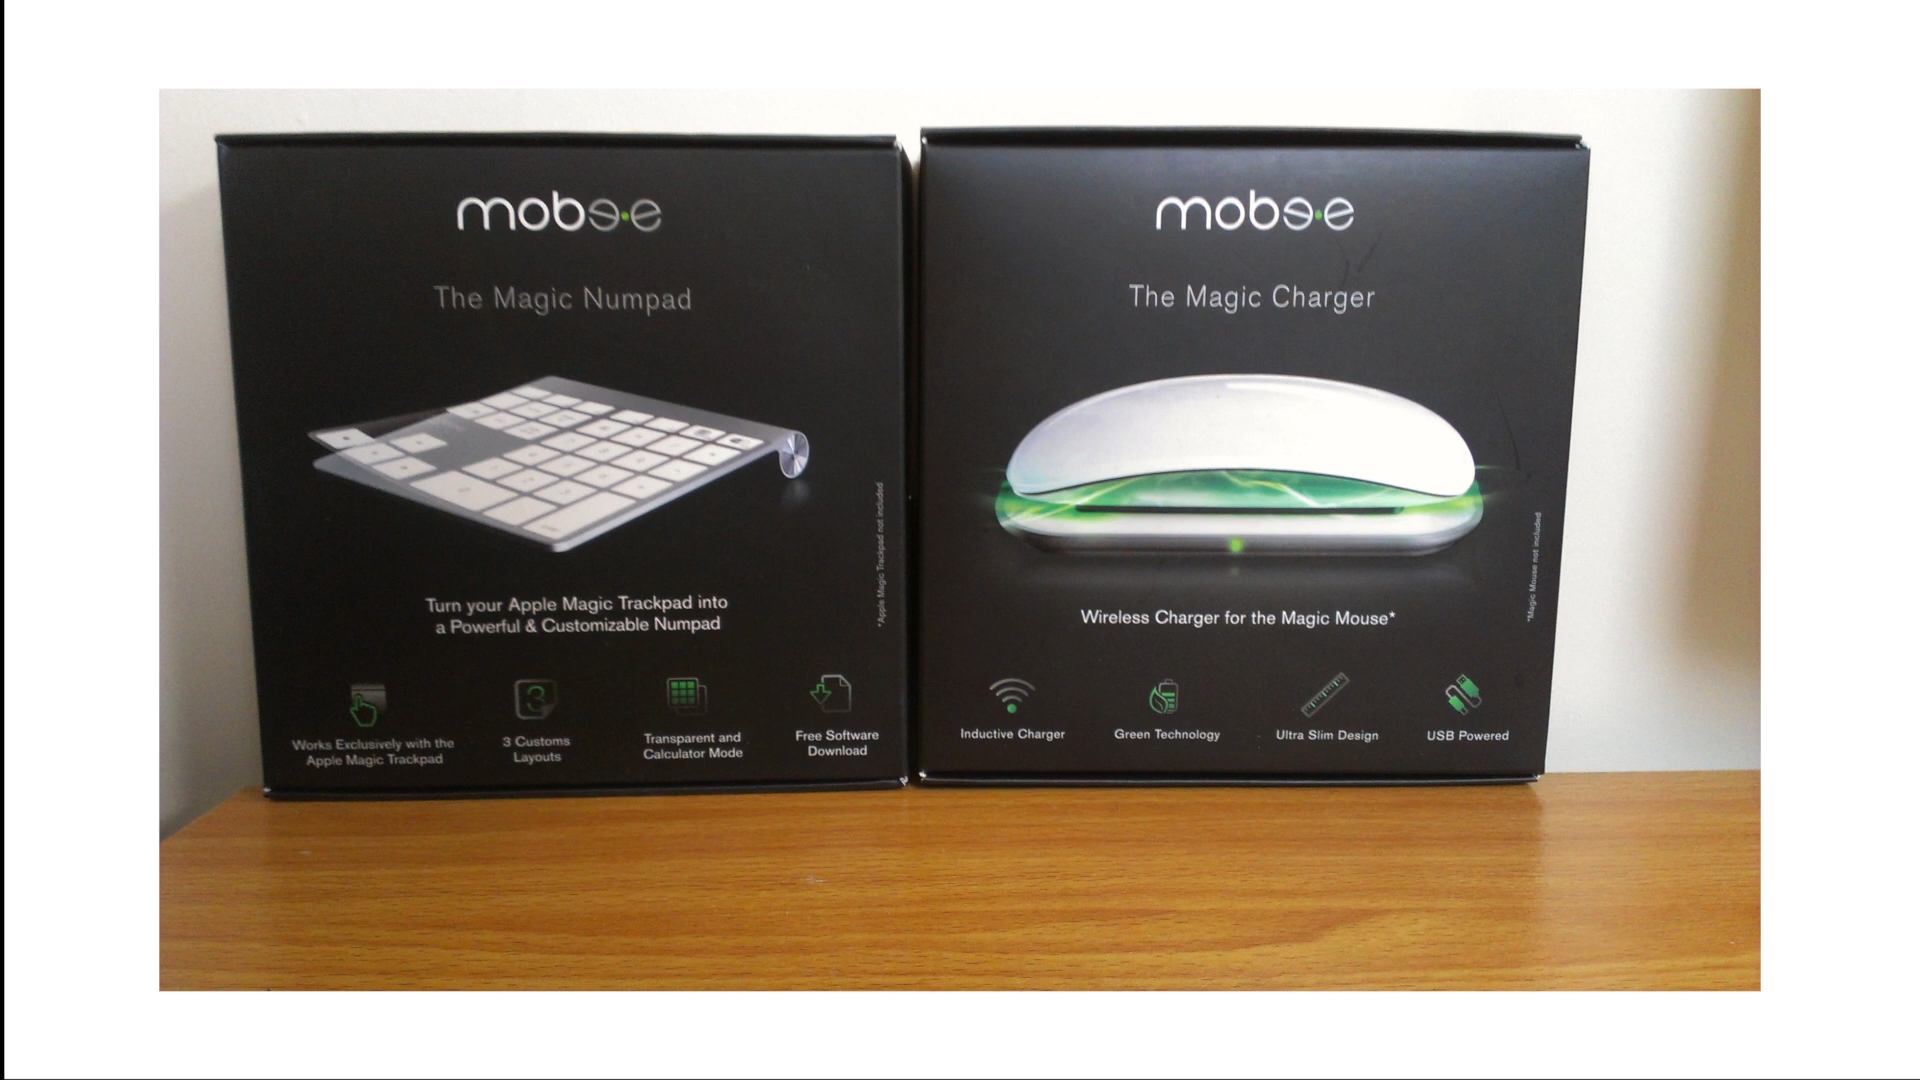 mobee
The Magic Numpad
*Apple Magic Trackpad not included
Turn your Apple Magic Trackpad into
a Powerful & Customizable Numpad
3
Works Exclusively with the
Apple Magic Trackpad
3 Customs
Layouts
Transparent and
Calculator Mode
Free Software
Download
mobee
The Magic Charger
*Magic Mouse not included
Wireless Charger for the Magic Mouse*
Inductive Charger
Green Technology
Ultra Slim Design
USB Powered